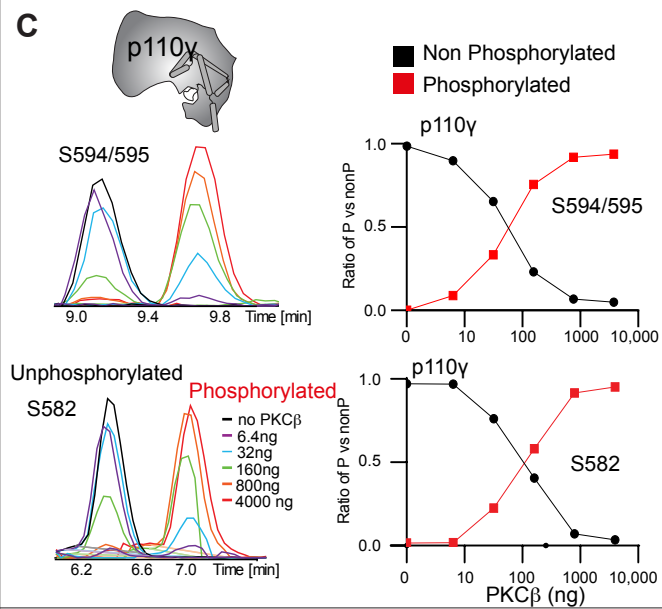 C
p110γ
Non Phosphorylated
Phosphorylated
S594/595
9.0 9.4 9.8 Time [min]
p110γ
Ratio of P vs nonP
1.0
0.5
0.0
S594/595
0 10 100 1000 10,000
Unphosphorylated
Phosphorylated
S582
no PKCβ
6.4ng
32ng
160ng
800ng
4000 ng
6.2 6.6 7.0 Time [min]
p110γ
Ratio of P vs nonP
1.0
0.5
0.0
S582
0 10 100 1000 10,000
PKCβ (ng)